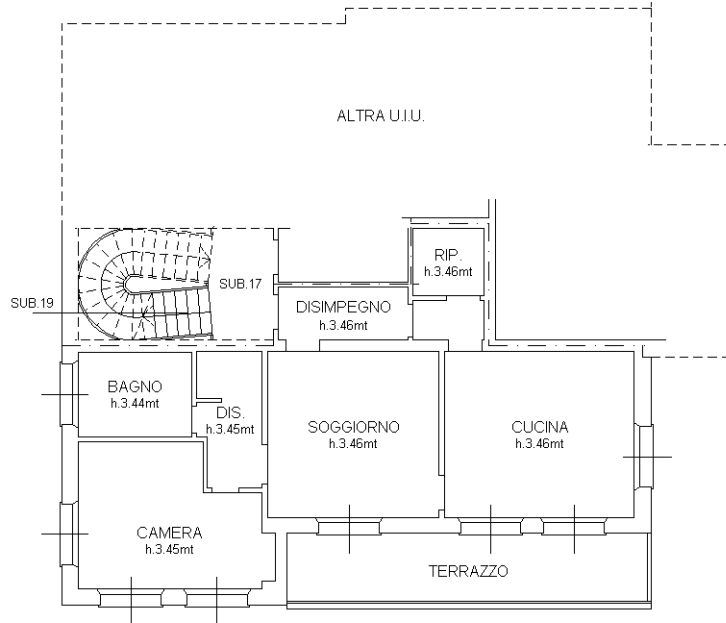 ALTRA U.I.U.
RIP.
h.3.46mt
SUB.17
SUB.19
DISIMPEGNO
h.3.46mt
BAGNO
h.3.44mt
DIS.
h.3.45mt
SOGGIORNO
h.3.46mt
CUCINA
h.3.46mt
CAMERA
h.3.45mt
TERRAZZO